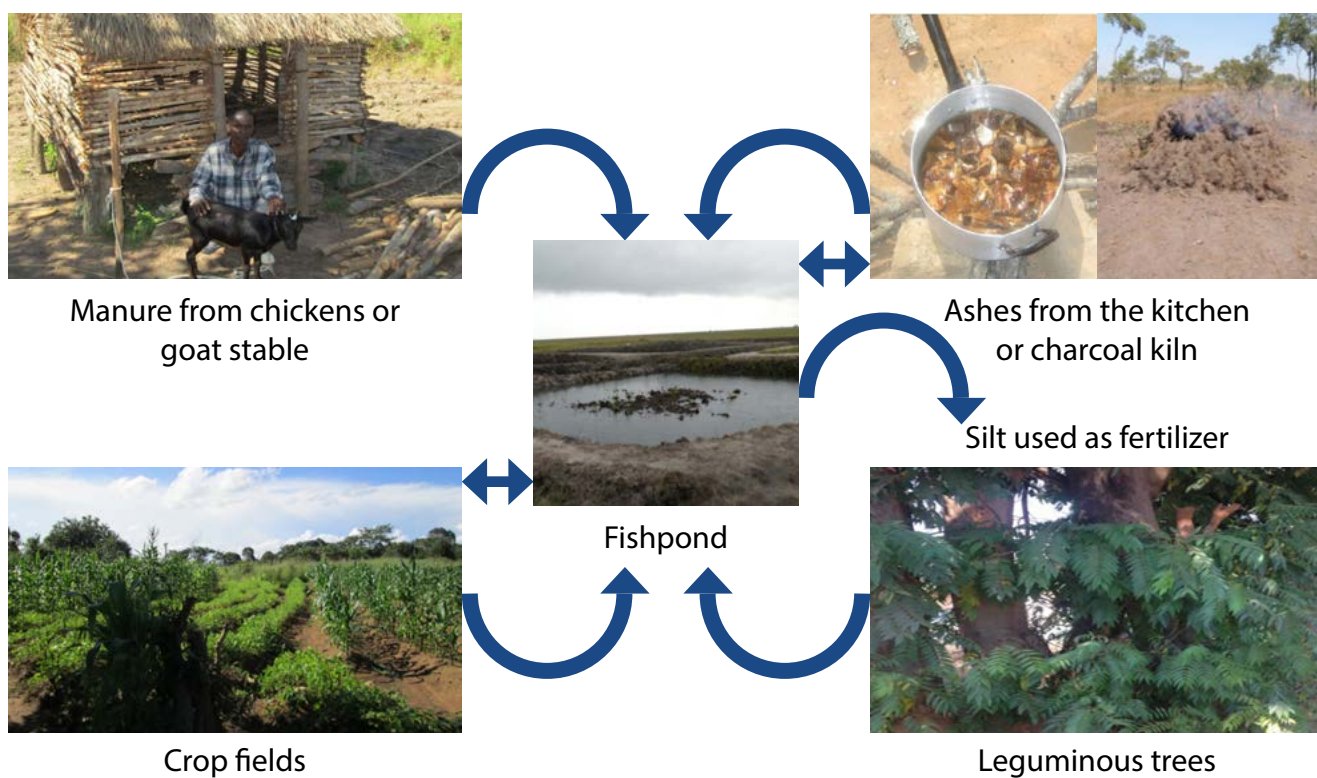 Manure from chickens or
goat stable
Ashes from the kitchen
or charcoal kiln
Silt used as fertilizer
Fishpond
Crop fields
Leguminous trees